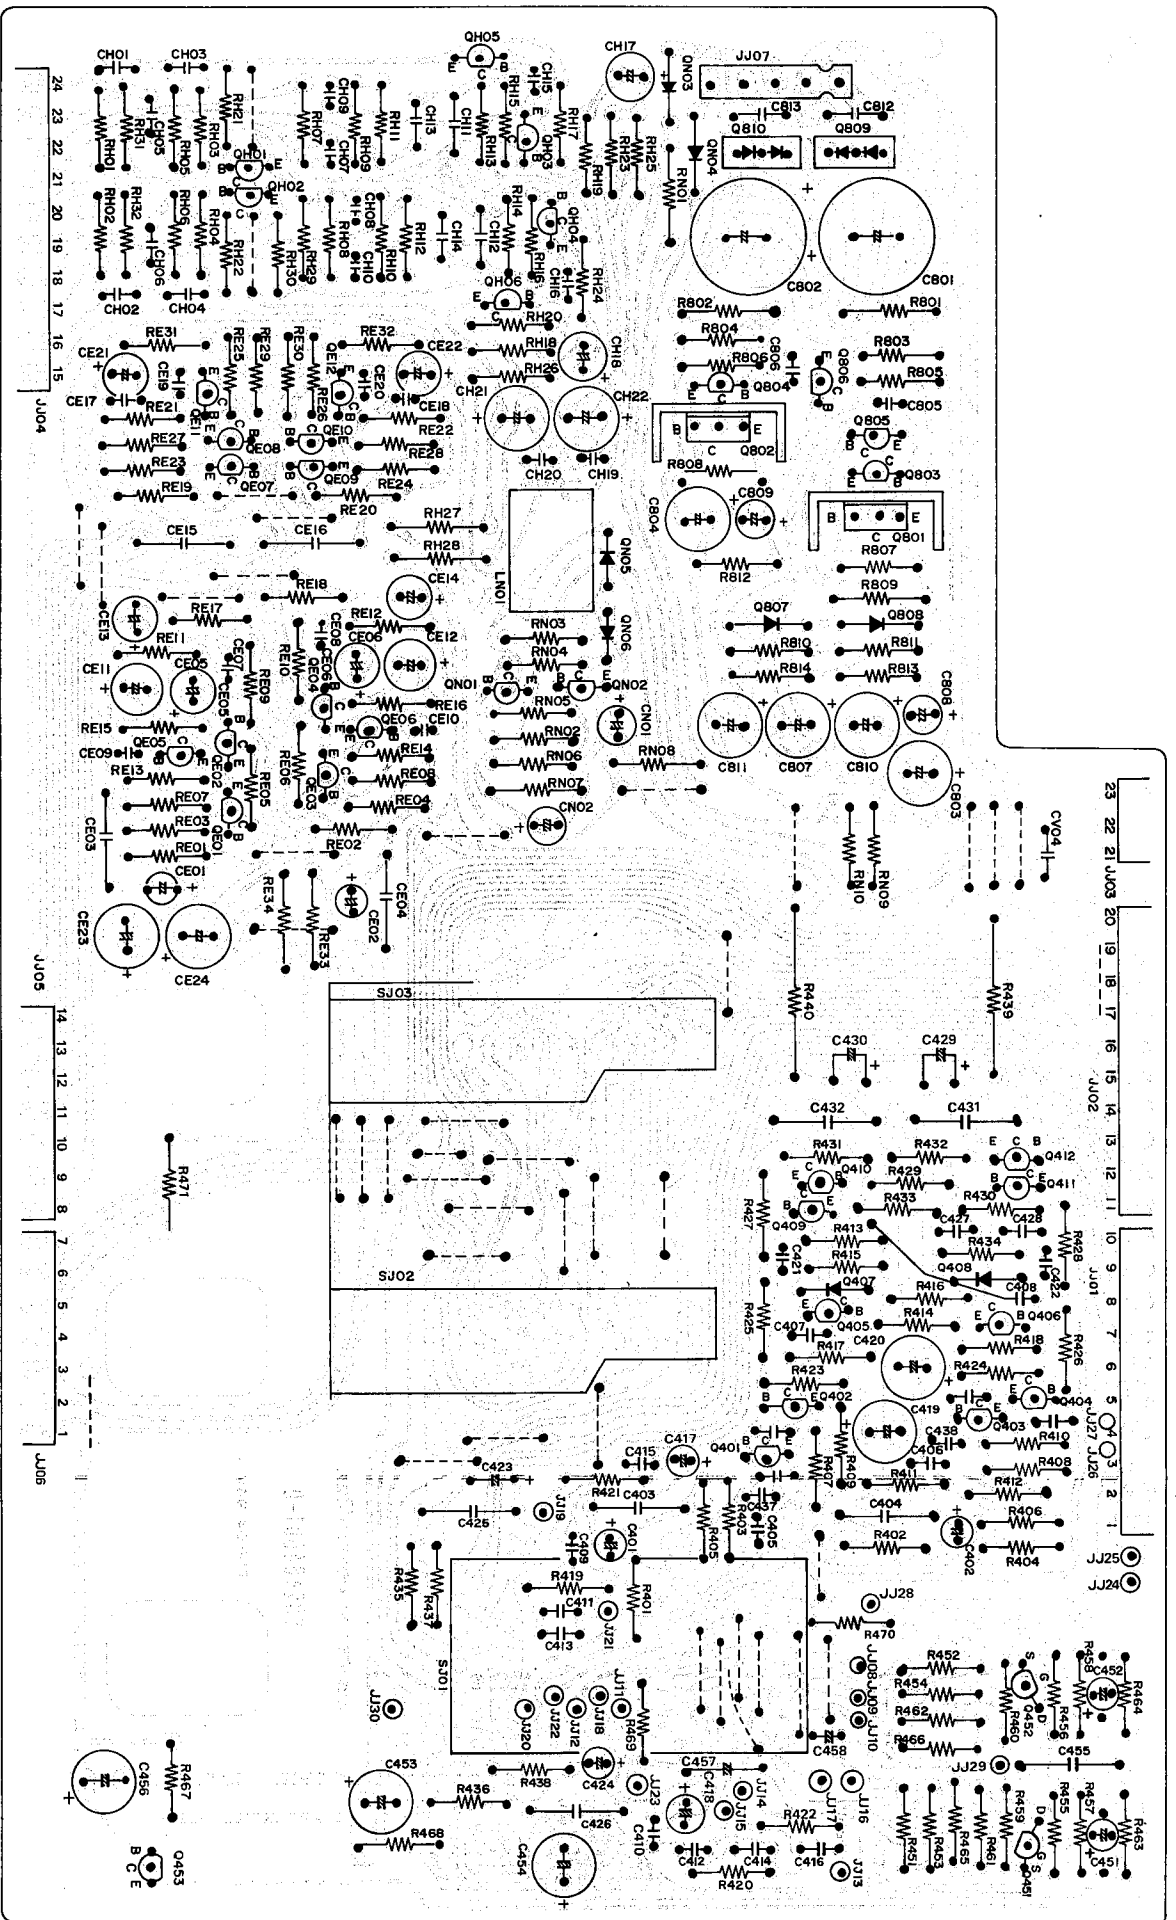 QH05
CH01
CH03
CH17
QN03
JJ07
24
23
22
21
20
19
18
17
16
15
RH21
CH09
CH15
RH15
C813
C812
RH01
RH31
CH05
RH05
RH03
RH07
CH07
RH09
RH11
CH13
CH11
RH13
QH03
RH17
RH19
RH23
RH25
QN04
RN01
Q810
Q809
QH01
QH02
RH02
RH32
CH06
RH06
RH04
RH22
RH30
RH29
RH08
CH08
CH10
RH10
RH12
CH14
CH12
RH14
RH16
QH04
CH16
RH24
C802
C801
CH02
CH04
QH06
R802
R801
RE31
RE32
RH20
R804
R803
CE21
CE19
RE25
RE29
RE30
QE12
CE20
CE22
RH18
CH18
R806
C806
Q806
R805
RH26
Q804
C805
CE17
RE21
QE11
RE26
CE18
CH21
CH22
JJ04
RE27
QE08
QE10
RE22
Q802
Q805
RE28
RE23
QE07
QE09
RE24
CH20
CH19
R808
Q803
RE19
RE20
C804
C809
RH27
CE15
CE16
RH28
Q801
LN01
QN05
R812
R807
RE18
CE14
R809
CE13
RE17
RE12
Q807
Q808
RE11
CE08
CE06
CE12
RN03
QN06
R810
R811
CE11
CE05
CE07
RE09
RE10
QE04
RN04
R814
R813
QN01
QN02
RE16
RN05
CN01
C808
RE15
QE06
CE10
RN02
CE09
QE05
QE02
RE14
RN06
RN08
C811
C807
C810
RE13
RE05
RE06
QE03
RE08
RN07
C803
RE07
RE04
CN02
23
22
21
CE03
RE03
QE01
RE02
CV04
RE01
CE01
RE34
RE33
CE02
CE04
RN10
RN09
JJ03
CE23
CE24
20
19
18
17
16
15
14
13
12
11
JJ05
SJ03
R440
R439
14
13
12
11
10
9
8
C430
C429
JJ02
C432
C431
R471
R431
R432
Q412
Q410
R429
Q411
R427
Q409
R433
R430
R413
C427
C428
R428
C421
R415
R434
C422
10
9
8
7
6
5
4
3
2
1
JJ01
7
6
5
4
3
2
1
SJ02
Q407
Q408
R416
C408
R425
Q405
R414
Q406
C407
C420
R417
R418
R426
R423
R424
Q402
C419
Q404
Q403
JJ27
JJ26
JJ06
C415
C417
Q401
C438
R410
C423
R421
R407
R409
C406
R408
R411
R412
C425
JJ19
C403
R405
R403
C437
C405
C404
R406
C409
C401
R402
C402
R404
JJ25
R435
R437
R419
R401
JJ24
C411
JJ21
JJ28
C413
R470
SJ01
JJ08
R452
R454
R458
C452
R464
JJ30
JJ20
JJ22
JJ12
JJ18
JJ11
R469
JJ09
JJ10
R462
R460
Q452
R456
C458
R466
C455
C456
R467
C453
R438
C424
JJ23
C457
C418
JJ14
JJ15
JJ17
JJ16
JJ29
R436
C426
R422
R451
R453
R465
R461
R459
R455
R457
R463
R468
C454
C410
C412
C414
C416
R420
JJ13
Q451
C451
Q453
B C E